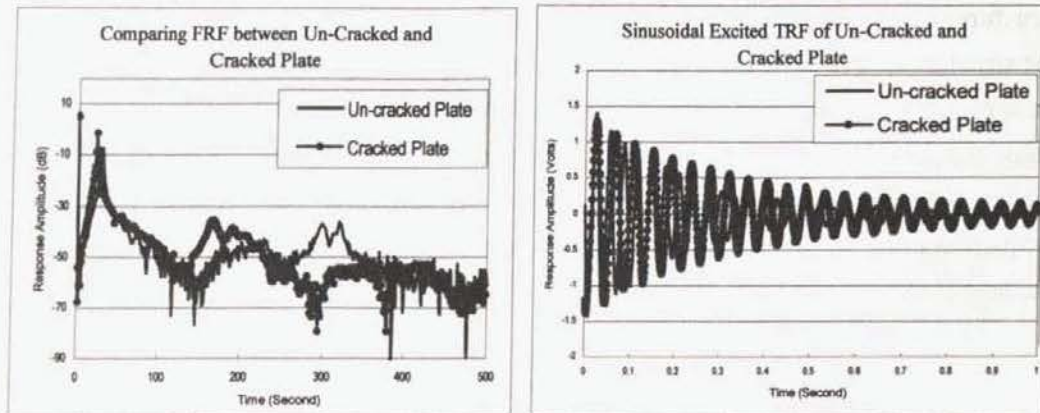 Comparing FRF between Un-Cracked and
Cracked Plate
Un-cracked Plate
Cracked Plate
Response Amplitude (dB)
10
-10
-30
-50
-70
-90
0
100
200
300
400
500
Time (Second)
Sinusoidal Excited TRF of Un-Cracked and
Cracked Plate
Un-cracked Plate
Cracked Plate
Response Amplitude (Volts)
2
1.5
1
0.5
0
-0.5
-1
-1.5
-2
0
0.1
0.2
0.3
0.4
0.5
0.6
0.7
0.8
0.9
1
Time (Second)